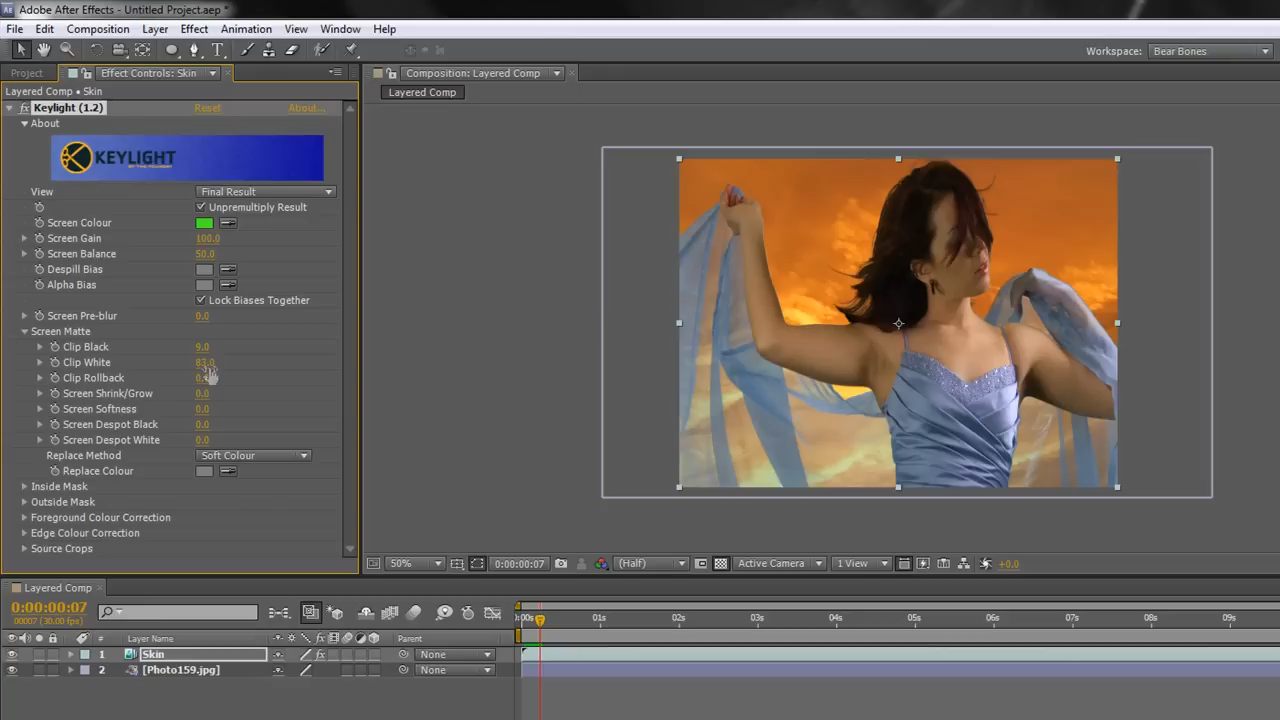 Adobe After Effects - Untitled Project.aep *
File Edit Composition Layer Effect Animation View Window Help
Workspace: Bear Bones
Project Effect Controls: Skin Composition: Layered Comp
Layered Comp • Skin
Layered Comp
Keylight (1.2) Reset About...
About
KEYLIGHT
View Final Result
Unpremultiply Result
Screen Colour
Screen Gain 100.0
Screen Balance 50.0
Despill Bias
Alpha Bias
Lock Biases Together
Screen Pre-blur 0.0
Screen Matte
Clip Black 9.0
Clip White 83.0
Clip Rollback
Screen Shrink/Grow 0.0
Screen Softness 0.0
Screen Despot Black 0.0
Screen Despot White 0.0
Replace Method Soft Colour
Replace Colour
Inside Mask
Outside Mask
Foreground Colour Correction
Edge Colour Correction
Source Crops
50% 0:00:00:07 (Half) Active Camera 1 View +0.0
Layered Comp
0:00:00:07
00007 (30.00 fps)
0:00s 01s 02s 03s 04s 05s 06s 07s 08s 09s
# Layer Name fx Parent
1 Skin fx None
2 [Photo159.jpg] None